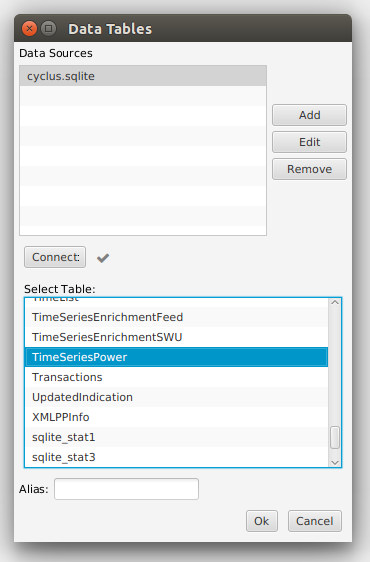 Data Tables
Data Sources
cyclus.sqlite
Add
Edit
Remove
Connect:
Select Table:
TimeList
TimeSeriesEnrichmentFeed
TimeSeriesEnrichmentSWU
TimeSeriesPower
Transactions
UpdatedIndication
XMLPPInfo
sqlite_stat1
sqlite_stat3
Alias:
Ok
Cancel